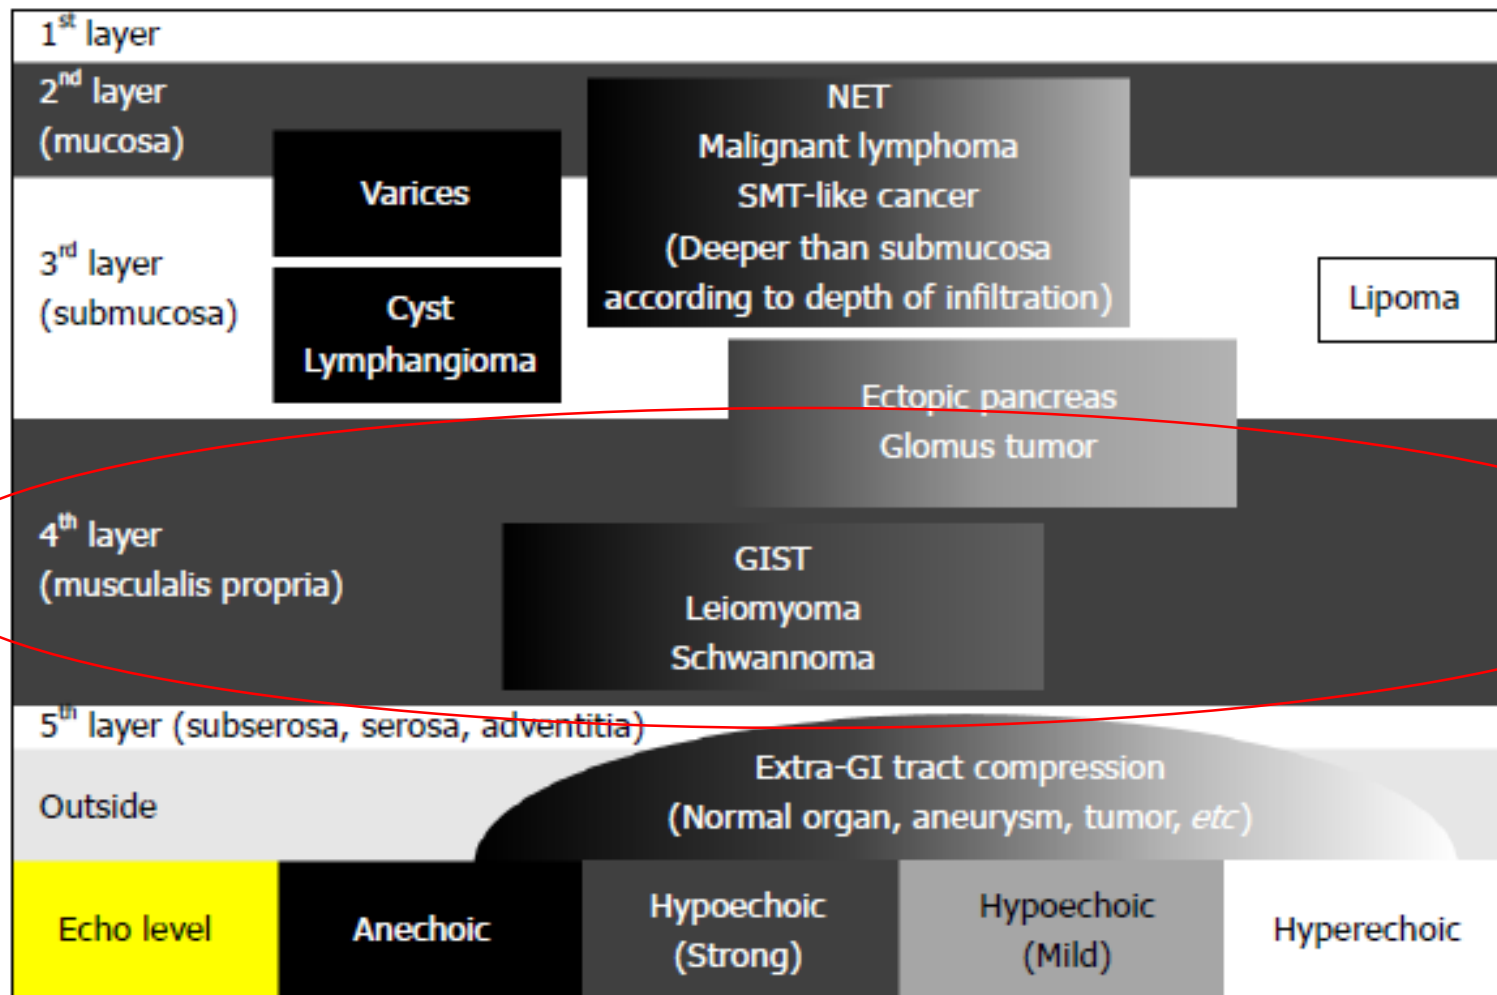 1st layer
2nd layer
(mucosa)
NET
Malignant lymphoma
SMT-like cancer
(Deeper than submucosa
according to depth of infiltration)
Varices
3rd layer
(submucosa)
Cyst
Lymphangioma
Lipoma
Ectopic pancreas
Glomus tumor
4th layer
(musculalis propria)
GIST
Leiomyoma
Schwannoma
5th layer (subserosa, serosa, adventitia)
Outside
Extra-GI tract compression
(Normal organ, aneurysm, tumor, etc)
Echo level
Anechoic
Hypoechoic
(Strong)
Hypoechoic
(Mild)
Hyperechoic